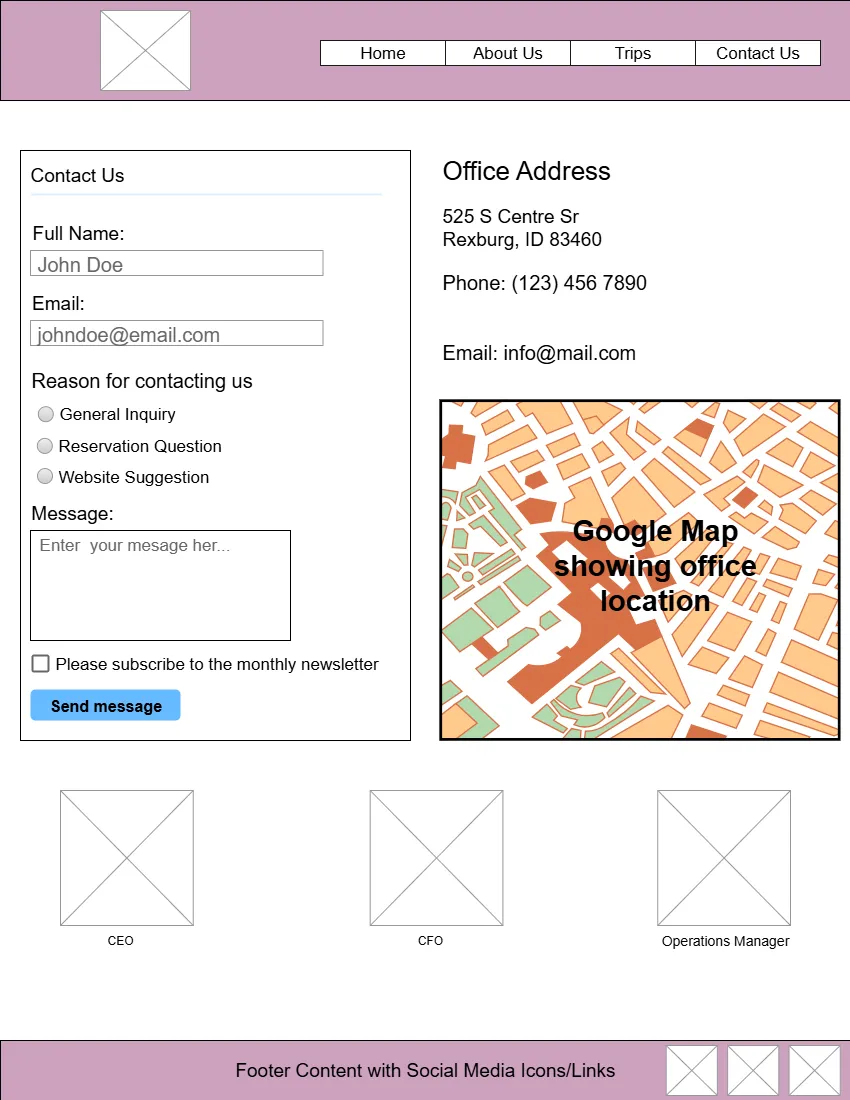 Home
About Us
Trips
Contact Us
Contact Us
Full Name:
John Doe
Email:
johndoe@email.com
Reason for contacting us
General Inquiry
Reservation Question
Website Suggestion
Message:
Enter  your mesage her...
Please subscribe to the monthly newsletter
Send message
Office Address
525 S Centre Sr
Rexburg, ID 83460
Phone: (123) 456 7890
Email: info@mail.com
Google Map
showing office
location
CEO
CFO
Operations Manager
Footer Content with Social Media Icons/Links